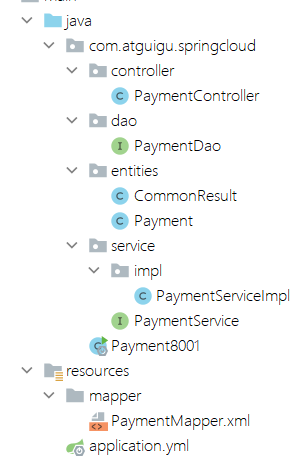 java
com.atguigu.springcloud
controller
PaymentController
dao
PaymentDao
entities
CommonResult
Payment
service
impl
PaymentServiceImpl
PaymentService
Payment8001
resources
mapper
PaymentMapper.xml
application.yml